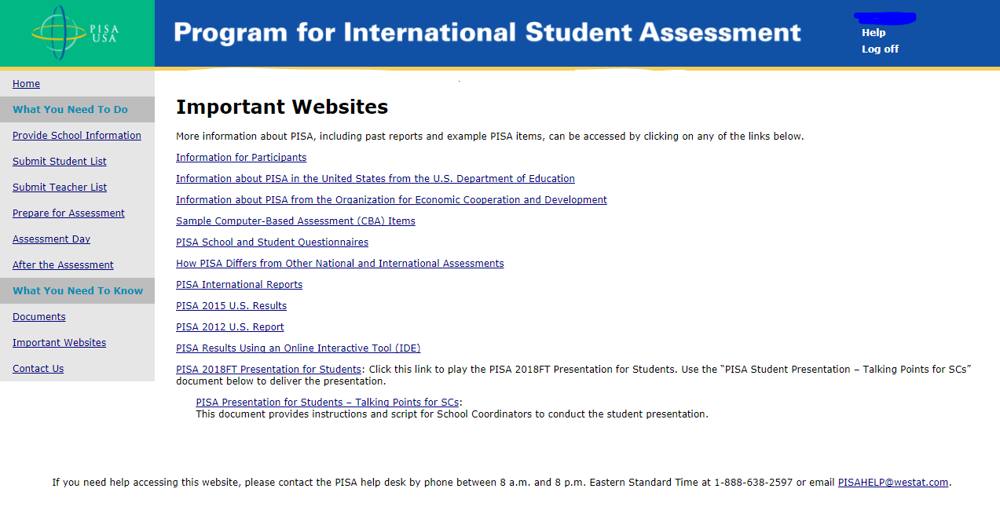 PISA
USA
Program for International Student Assessment
Help
Log off
Home
What You Need To Do
Provide School Information
Submit Student List
Submit Teacher List
Prepare for Assessment
Assessment Day
After the Assessment
What You Need To Know
Documents
Important Websites
Contact Us
Important Websites
More information about PISA, including past reports and example PISA items, can be accessed by clicking on any of the links below.
Information for Participants
Information about PISA in the United States from the U.S. Department of Education
Information about PISA from the Organization for Economic Cooperation and Development
Sample Computer-Based Assessment (CBA) Items
PISA School and Student Questionnaires
How PISA Differs from Other National and International Assessments
PISA International Reports
PISA 2015 U.S. Results
PISA 2012 U.S. Report
PISA Results Using an Online Interactive Tool (IDE)
PISA 2018FT Presentation for Students: Click this link to play the PISA 2018FT Presentation for Students. Use the “PISA Student Presentation – Talking Points for SCs”
document below to deliver the presentation.
PISA Presentation for Students – Talking Points for SCs:
This document provides instructions and script for School Coordinators to conduct the student presentation.
If you need help accessing this website, please contact the PISA help desk by phone between 8 a.m. and 8 p.m. Eastern Standard Time at 1-888-638-2597 or email PISAHELP@westat.com.